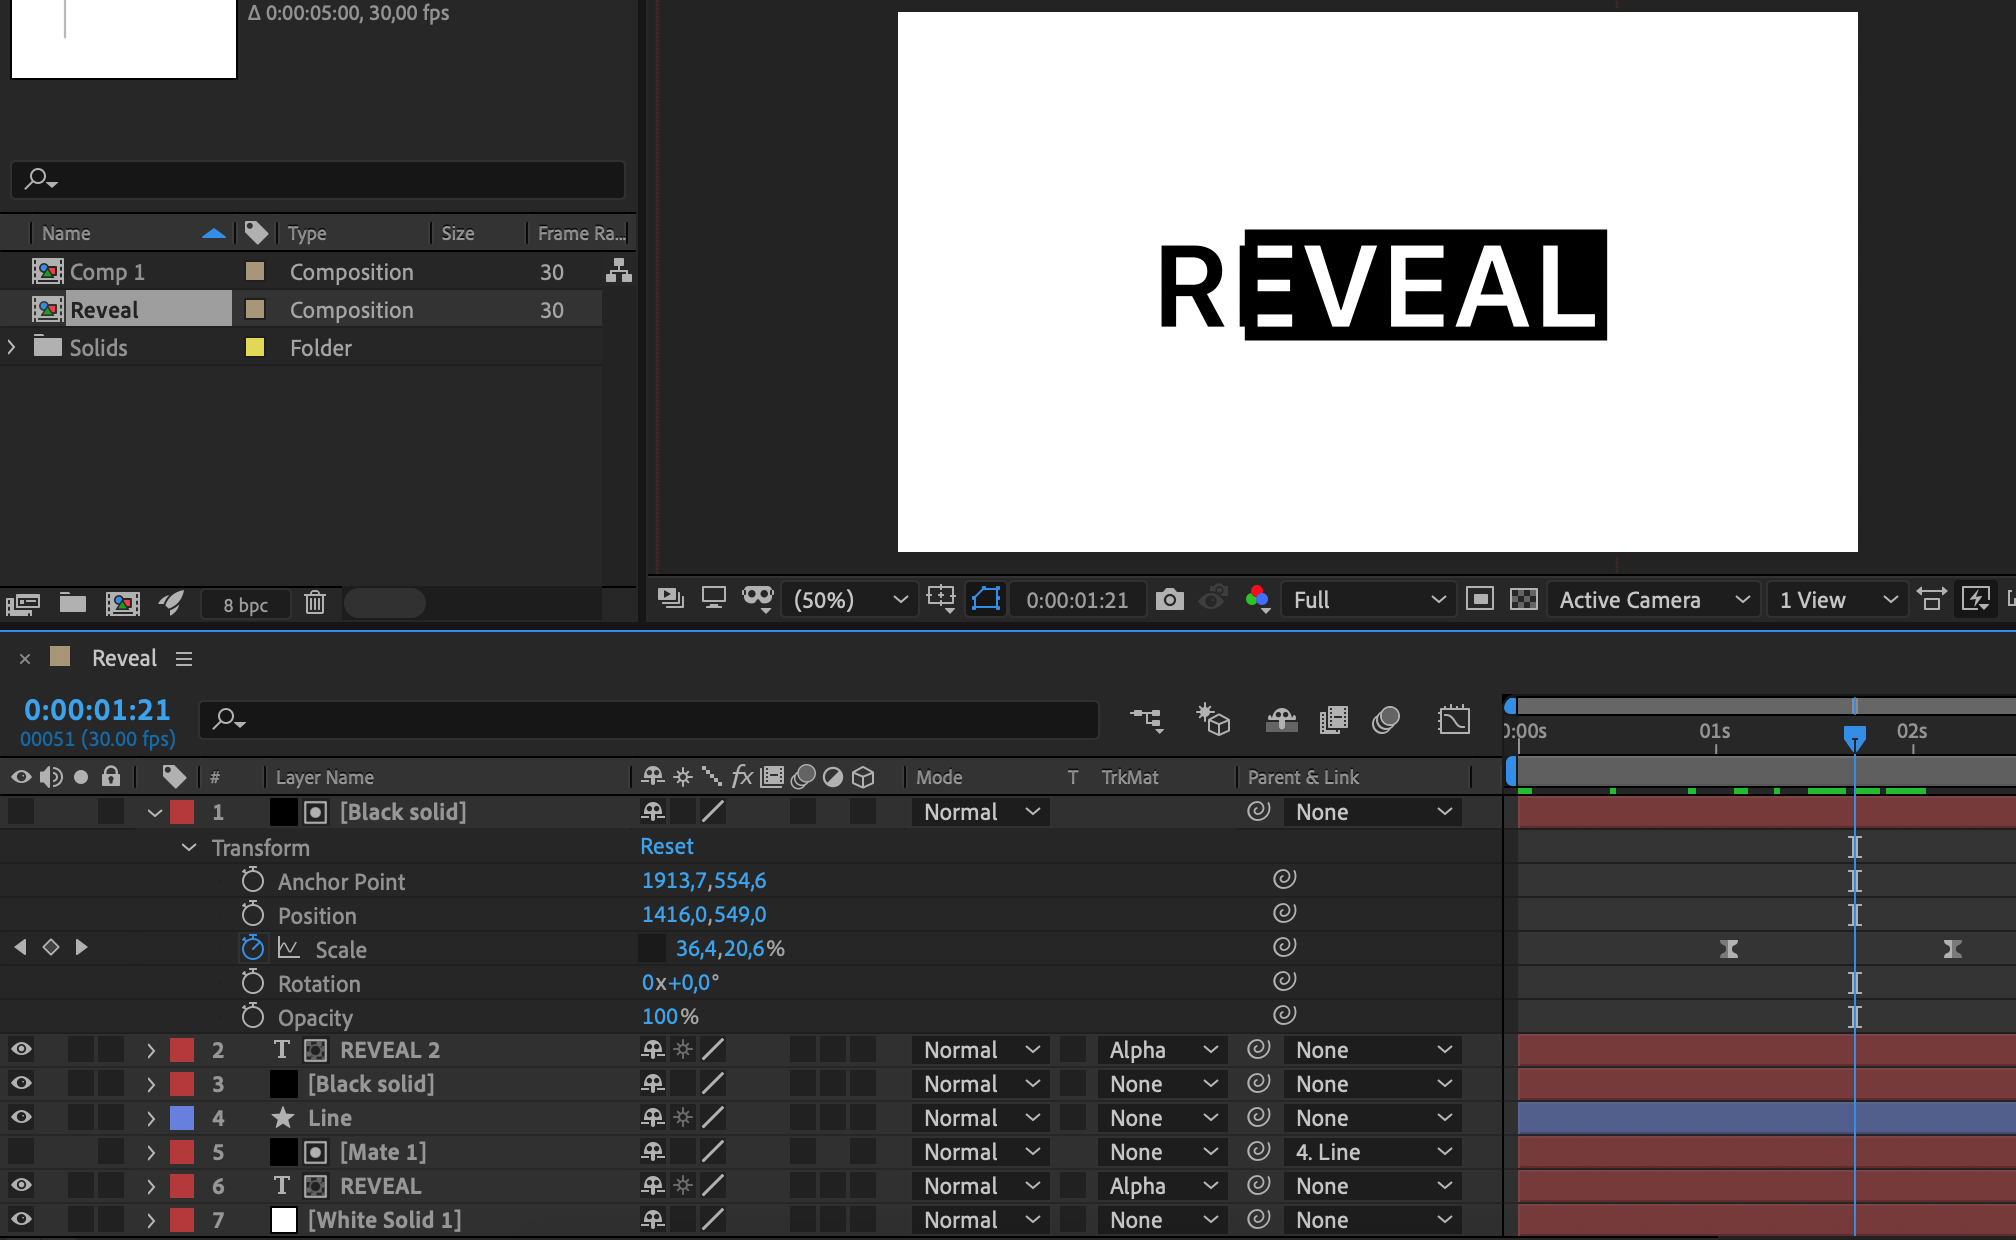 Δ 0:00:05:00, 30,00 fps
Name Type Size Frame Ra...
Comp 1 Composition 30
Reveal Composition 30
Solids Folder
8 bpc
REVEAL
(50%) 0:00:01:21 Full Active Camera 1 View
Reveal
0:00:01:21
00051 (30.00 fps)
0:00s 01s 02s
# Layer Name fx Mode T TrkMat Parent & Link
1 [Black solid] Normal None
Transform Reset
Anchor Point 1913,7,554,6
Position 1416,0,549,0
Scale 36,4,20,6%
Rotation 0x+0,0°
Opacity 100%
2 T REVEAL 2 Normal Alpha None
3 [Black solid] Normal None None
4 Line Normal None None
5 [Mate 1] Normal None 4. Line
6 T REVEAL Normal Alpha None
7 [White Solid 1] Normal None None